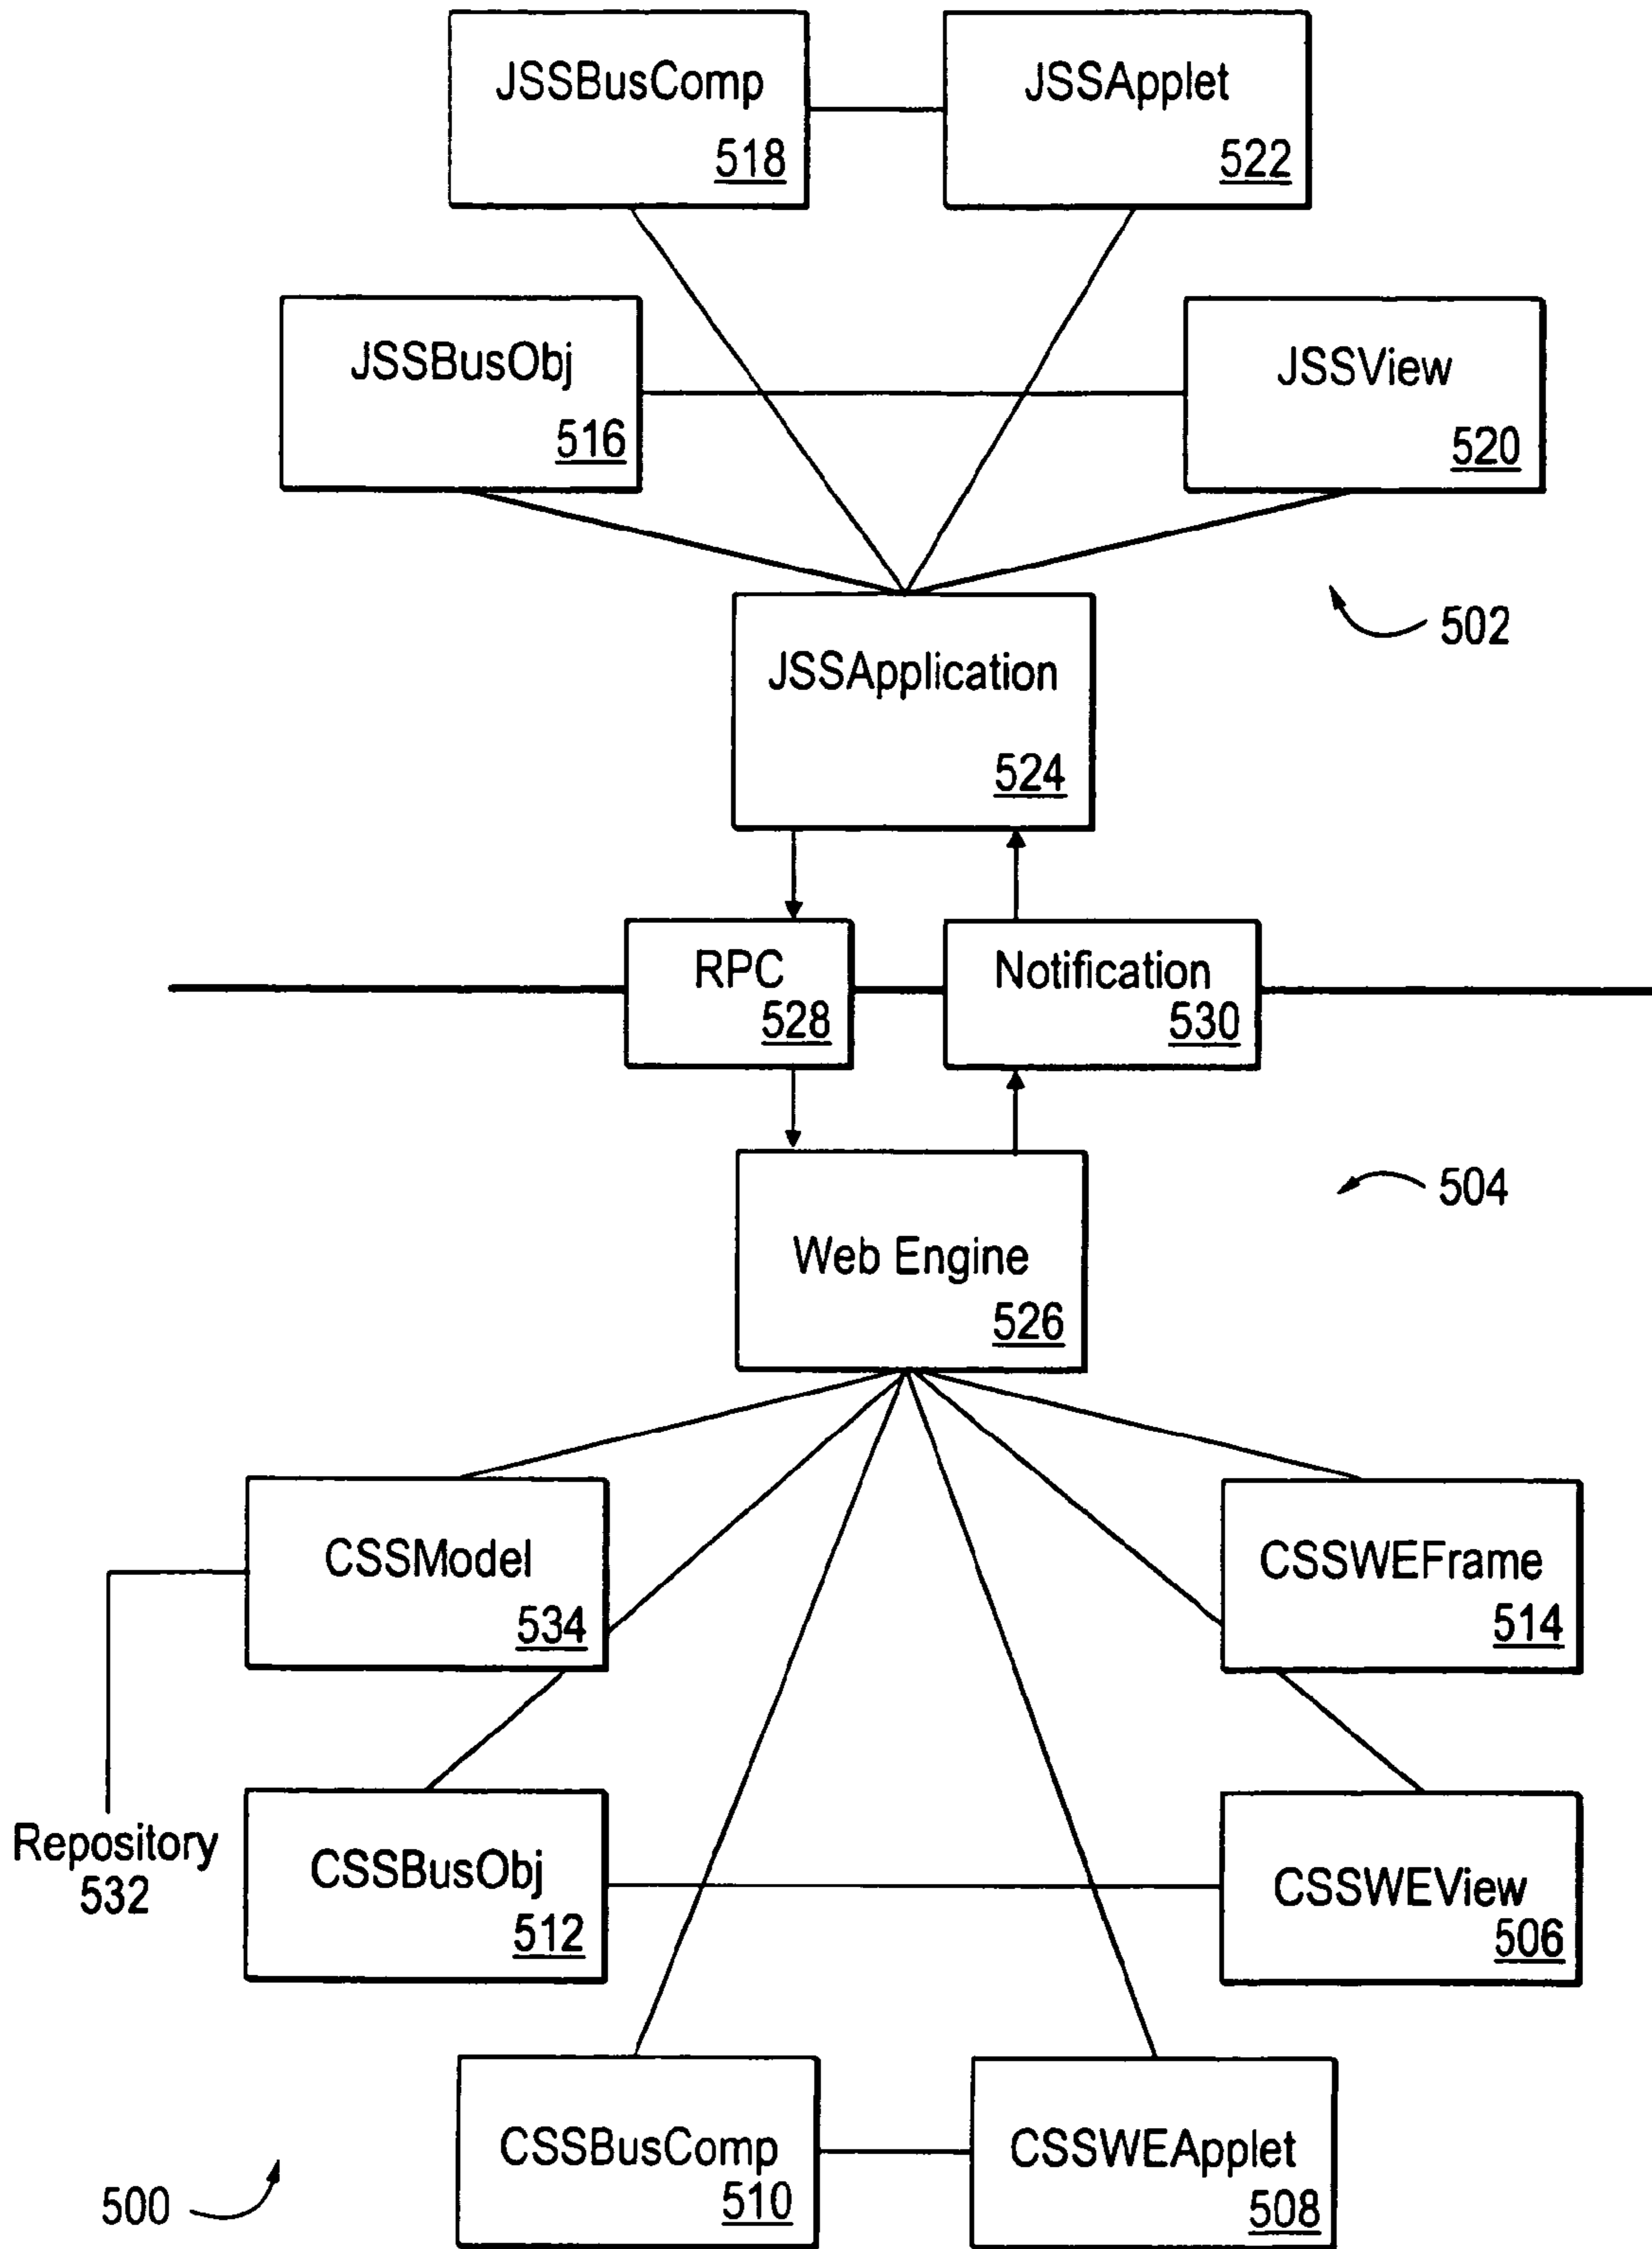 JSSBusComp
518
JSSApplet
522
JSSBusObj
516
JSSView
520
502
JSSApplication
524
RPC
528
Notification
530
504
Web Engine
526
CSSModel
534
CSSWEFrame
514
Repository
532
CSSBusObj
512
CSSWEView
506
CSSBusComp
510
CSSWEApplet
508
500